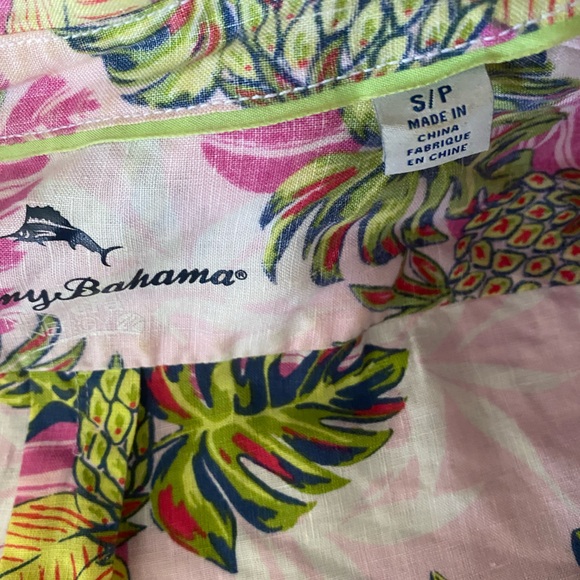 S/P
MADE IN
CHINA
FABRIQUE
EN CHINE
my Bahama®